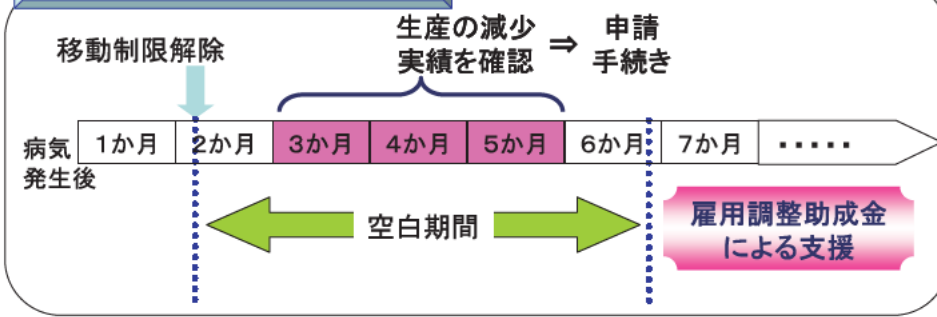 移動制限解除
生産の減少
実績を確認
⇒
申請
手続き
病気
発生後
1か月
2か月
3か月
4か月
5か月
6か月
7か月
・・・・・
空白期間
雇用調整助成金
による支援